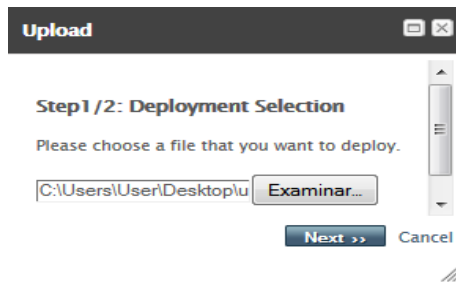 Upload
Step1/2: Deployment Selection
Please choose a file that you want to deploy.
C:\Users\User\Desktop\u Examinar...
Next >> Cancel